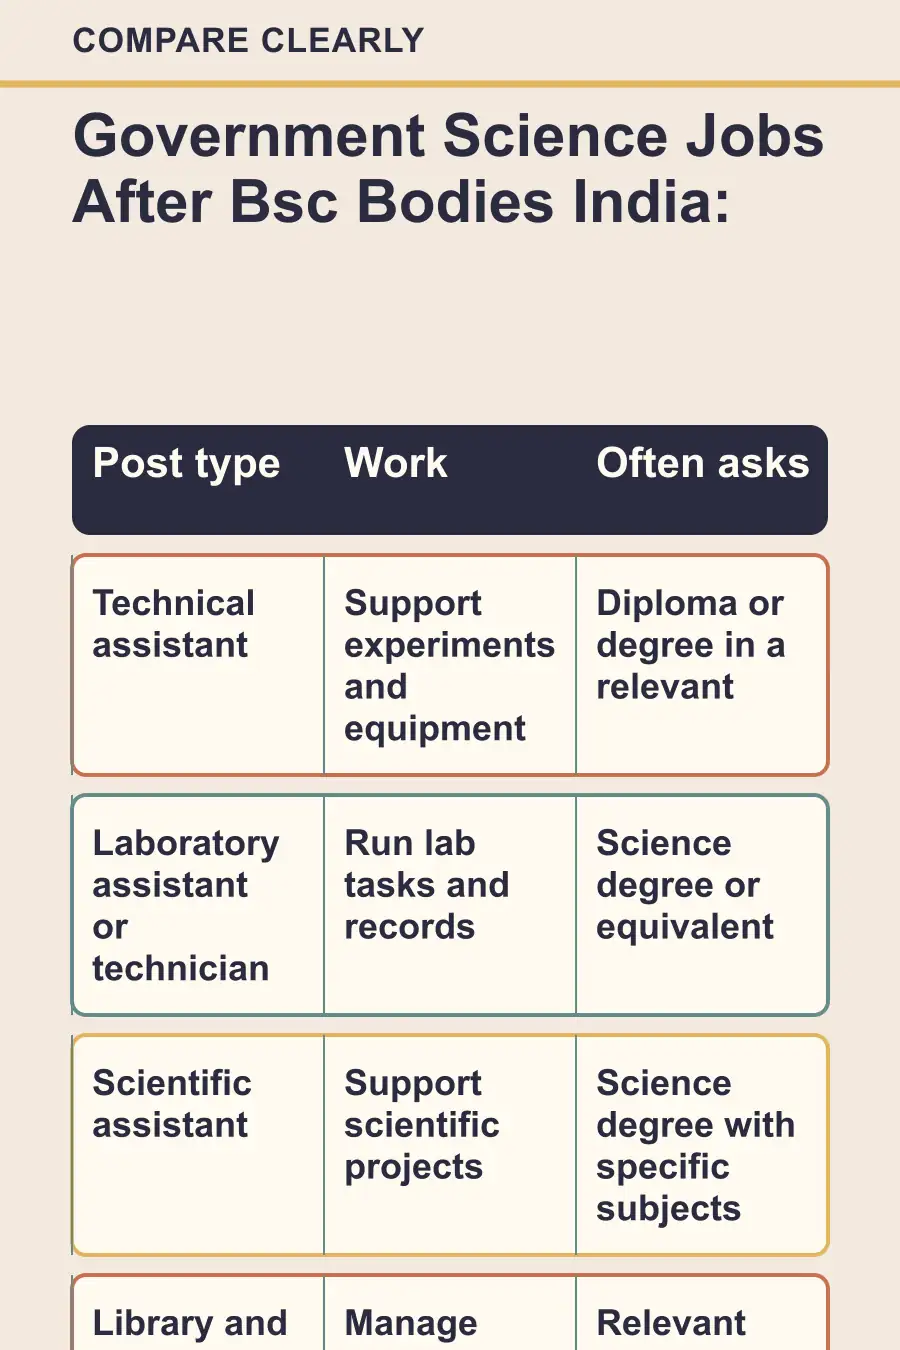 COMPARE CLEARLY
Government Science Jobs
After Bsc Bodies India:
Post type Work Often asks
Technical
assistant
Support
experiments
and
equipment
Diploma or
degree in a
relevant
Laboratory
assistant
or
technician
Run lab
tasks and
records
Science
degree or
equivalent
Scientific
assistant
Support
scientific
projects
Science
degree with
specific
subjects
Library and
Manage
Relevant